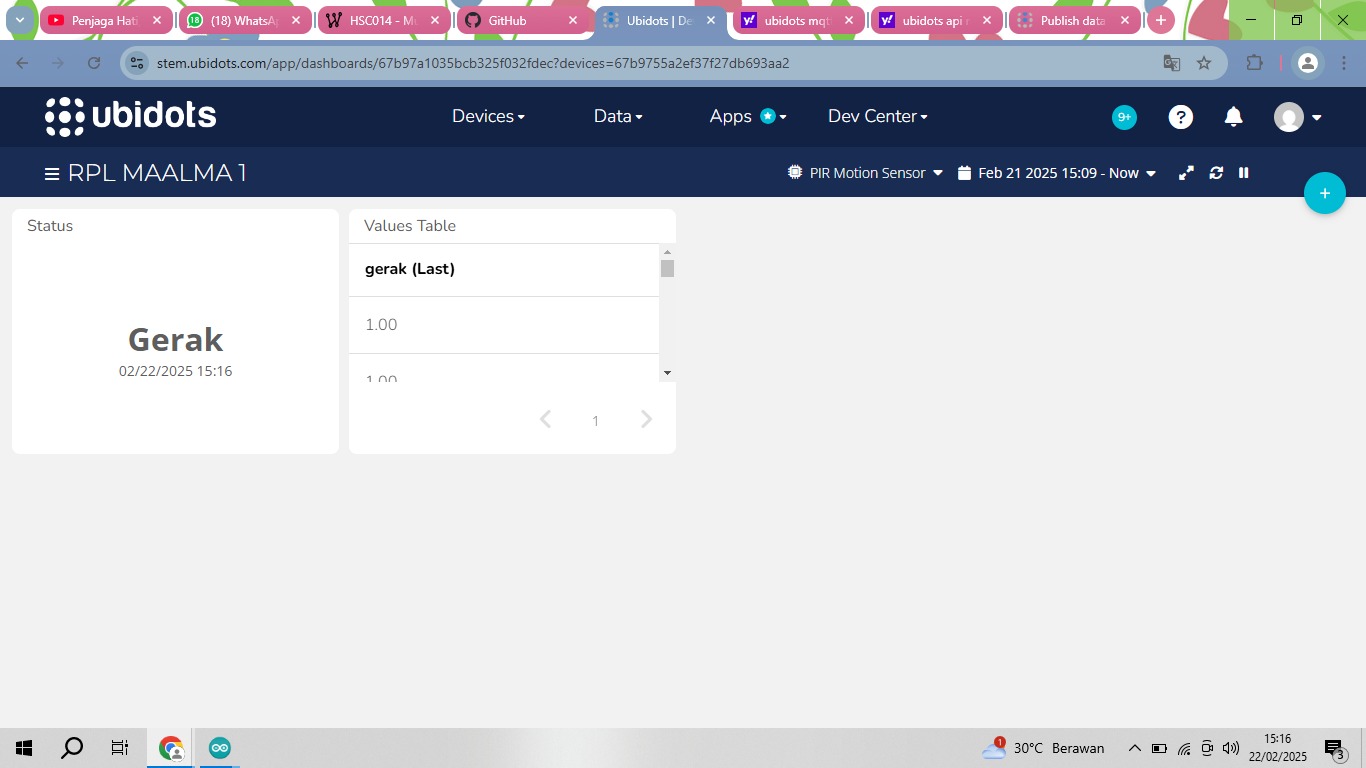 Penjaga Hati
(18) WhatsAp
HSC014 - Mu
GitHub
Ubidots | De
ubidots mqt
ubidots api r
Publish data
stem.ubidots.com/app/dashboards/67b97a1035bcb325f032fdec?devices=67b9755a2ef37f27db693aa2
ubidots
Devices
Data
Apps
Dev Center
9+
?
RPL MAALMA 1
PIR Motion Sensor
Feb 21 2025 15:09 - Now
+
Status
Gerak
02/22/2025 15:16
Values Table
gerak (Last)
1.00
1.00
1
1
30°C Berawan
15:16
22/02/2025
3